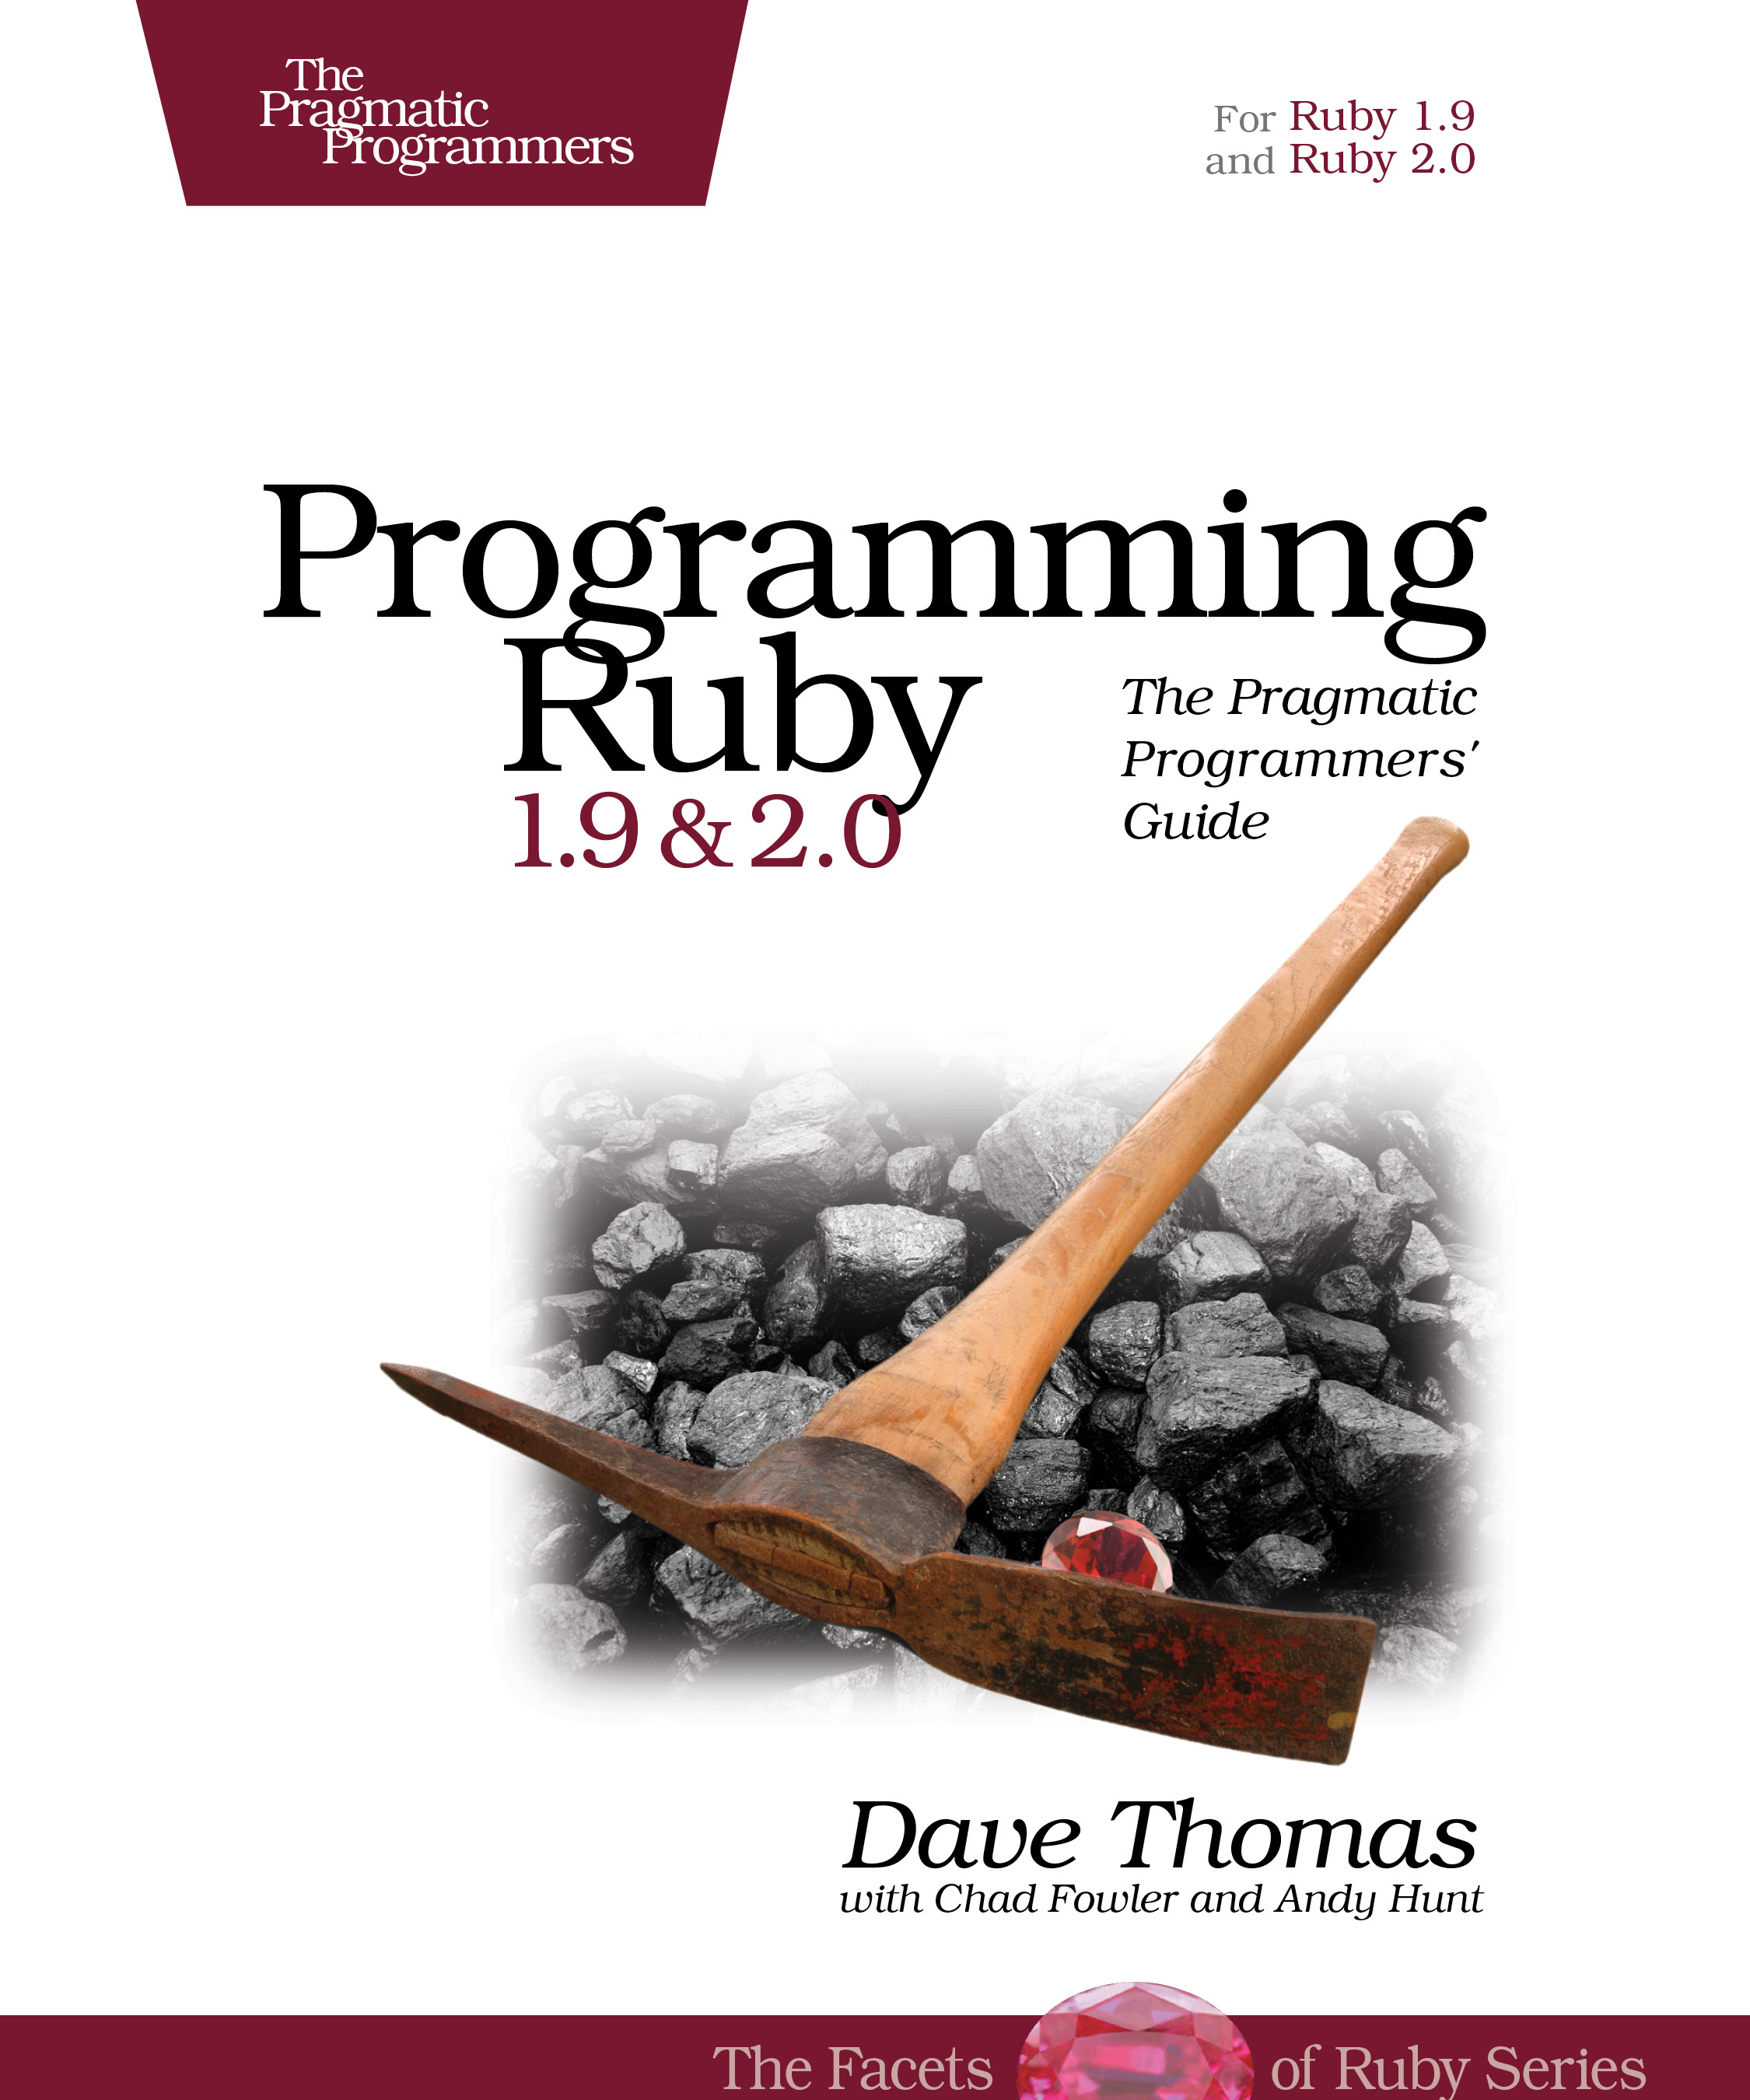 The
Pragmatic
Programmers
For Ruby 1.9
and Ruby 2.0
Programming
Ruby
1.9 & 2.0
The Pragmatic
Programmers'
Guide
Dave Thomas
with Chad Fowler and Andy Hunt
The Facets of Ruby Series